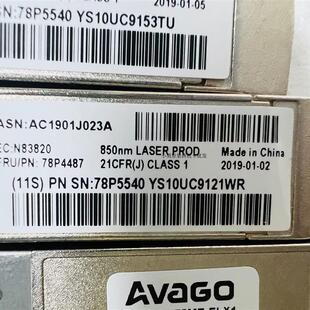 2019-01-05
SN:78P5540 YS10UC9153TU
ASN:AC1901J023A
EC:N83820
850nm LASER PROD
Made in China
FRU/PN: 78P4487
21CFR(J) CLASS 1
2019-01-02
(11S) PN SN:78P5540 YS10UC9121WR
AVAGO